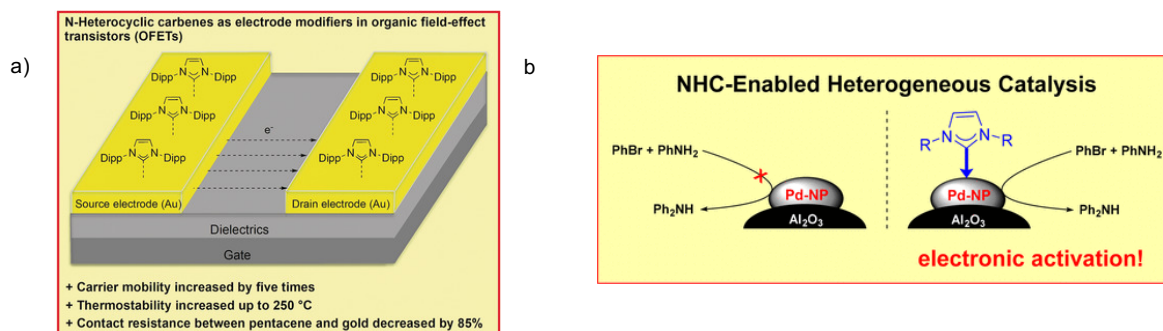 a)
N-Heterocyclic carbenes as electrode modifiers in organic field-effect
transistors (OFETs)
Dipp N N Dipp
Dipp N N Dipp
Dipp N N Dipp
Dipp N N Dipp
Dipp N N Dipp
Dipp N N Dipp
e-
Source electrode (Au)
Drain electrode (Au)
Dielectrics
Gate
+ Carrier mobility increased by five times
+ Thermostability increased up to 250 °C
+ Contact resistance between pentacene and gold decreased by 85%
b
NHC-Enabled Heterogeneous Catalysis
PhBr + PhNH₂
Ph₂NH
Pd-NP
Al₂O₃
R N N R
PhBr + PhNH₂
Pd-NP
Ph₂NH
Al₂O₃
electronic activation!